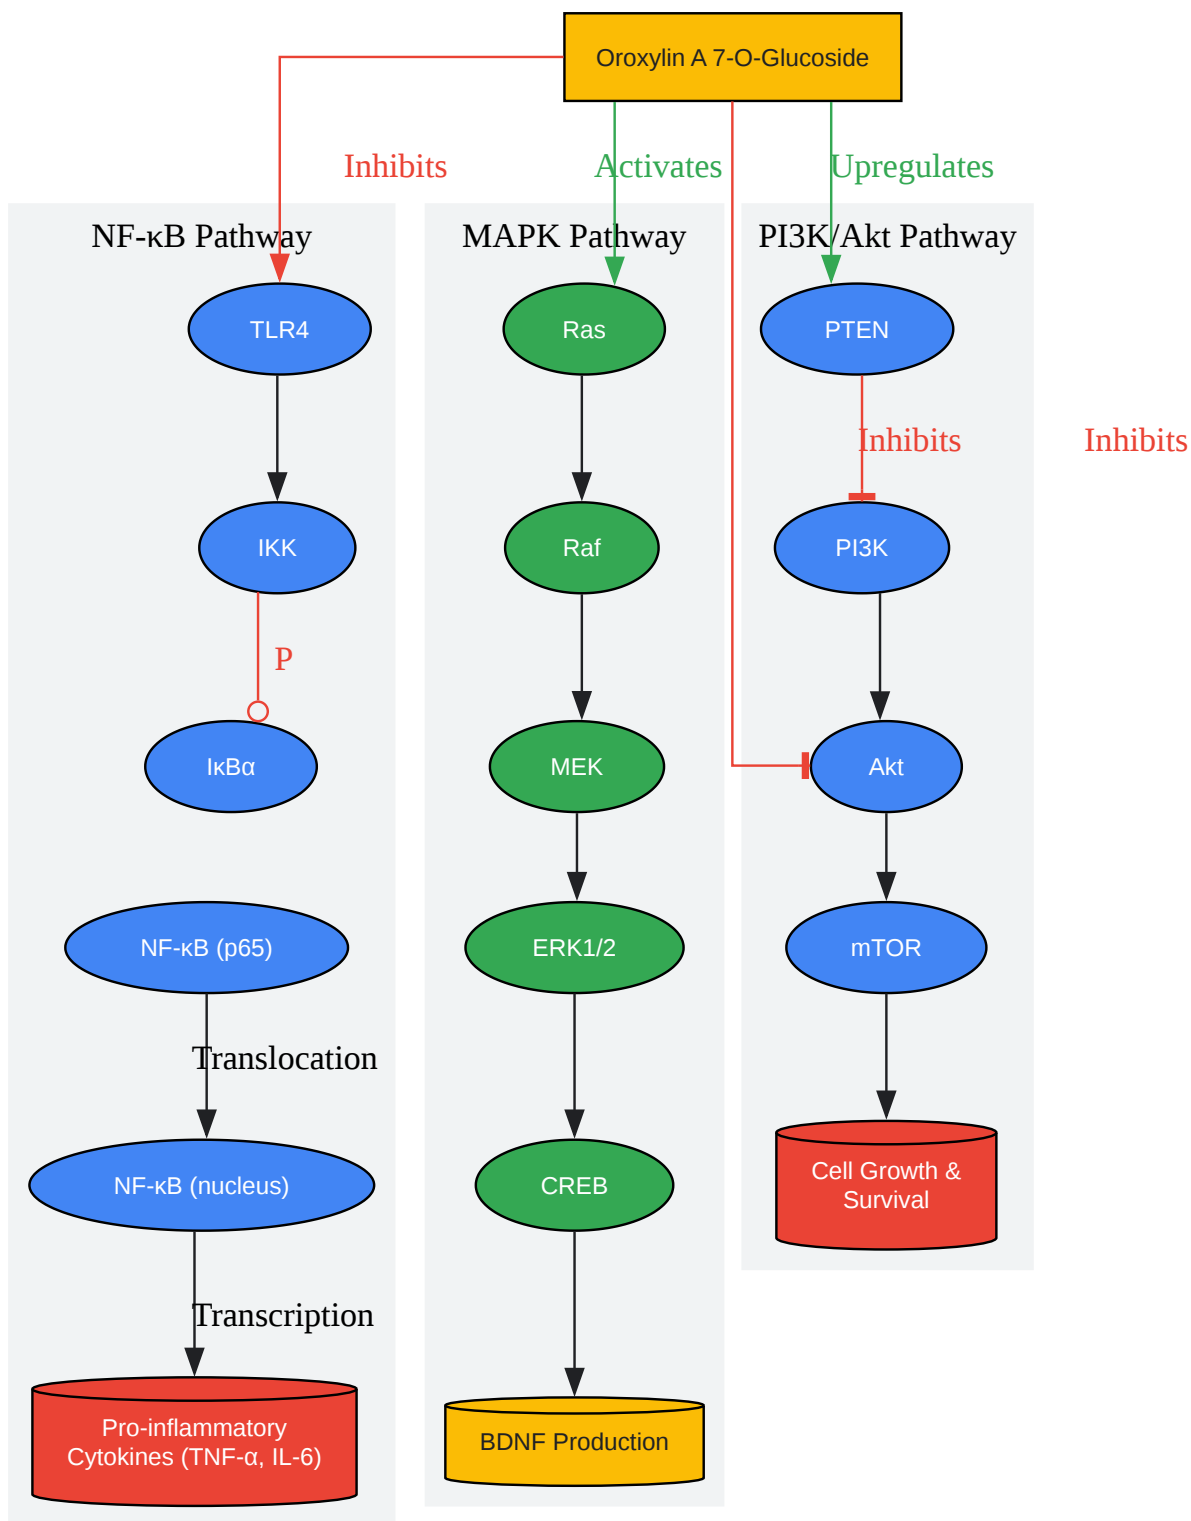 Oroxylin A 7-O-Glucoside
Inhibits
Activates
Upregulates
NF-κB Pathway
MAPK Pathway
PI3K/Akt Pathway
TLR4
Ras
PTEN
Inhibits
Inhibits
IKK
Raf
PI3K
P
IκBα
MEK
Akt
NF-κB (p65)
ERK1/2
mTOR
Translocation
NF-κB (nucleus)
CREB
Cell Growth &
Survival
Transcription
Pro-inflammatory
Cytokines (TNF-α, IL-6)
BDNF Production